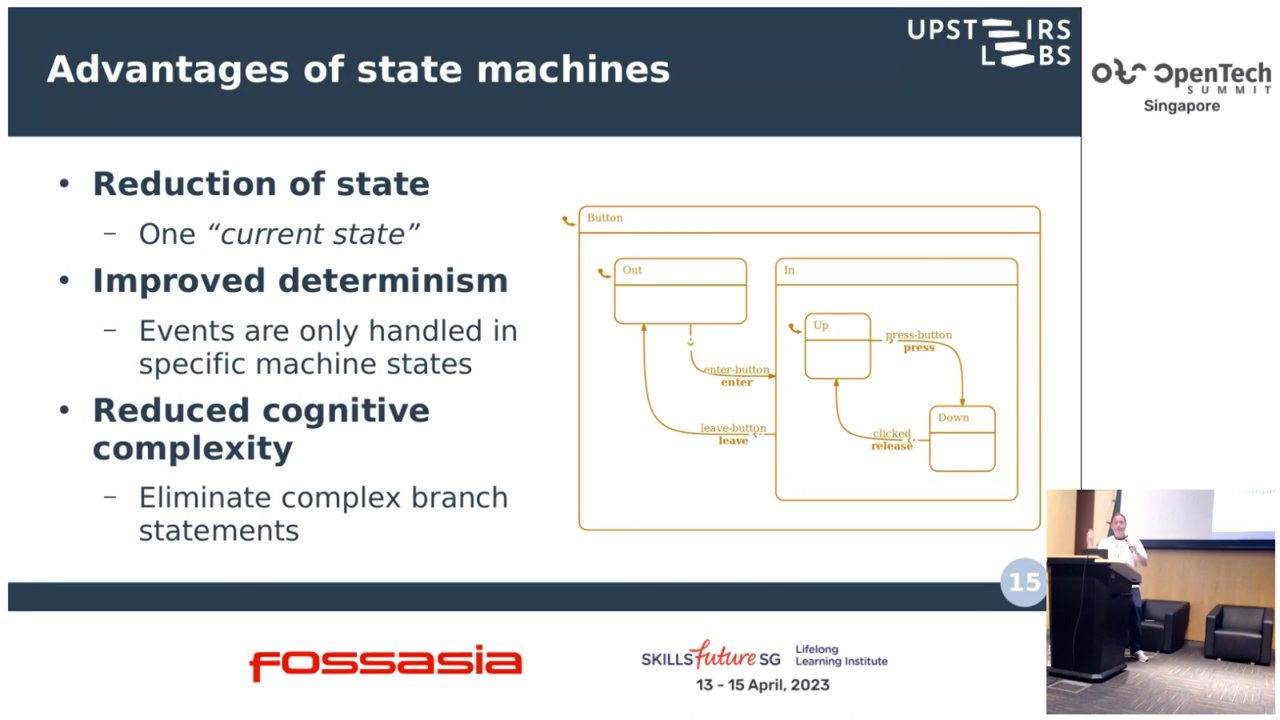 Advantages of state machines
UPSTAIRS
LABS
OpenTech
SUMMIT
Singapore
• Reduction of state
– One “current state”
• Improved determinism
– Events are only handled in
specific machine states
• Reduced cognitive
complexity
– Eliminate complex branch
statements
Button
Out
In
Up
press-button
press
enter-button
enter
Down
leave-button
leave
clicked
release
15
FOSSASIA
SKILLSfuture SG
Lifelong
Learning Institute
13 - 15 April, 2023